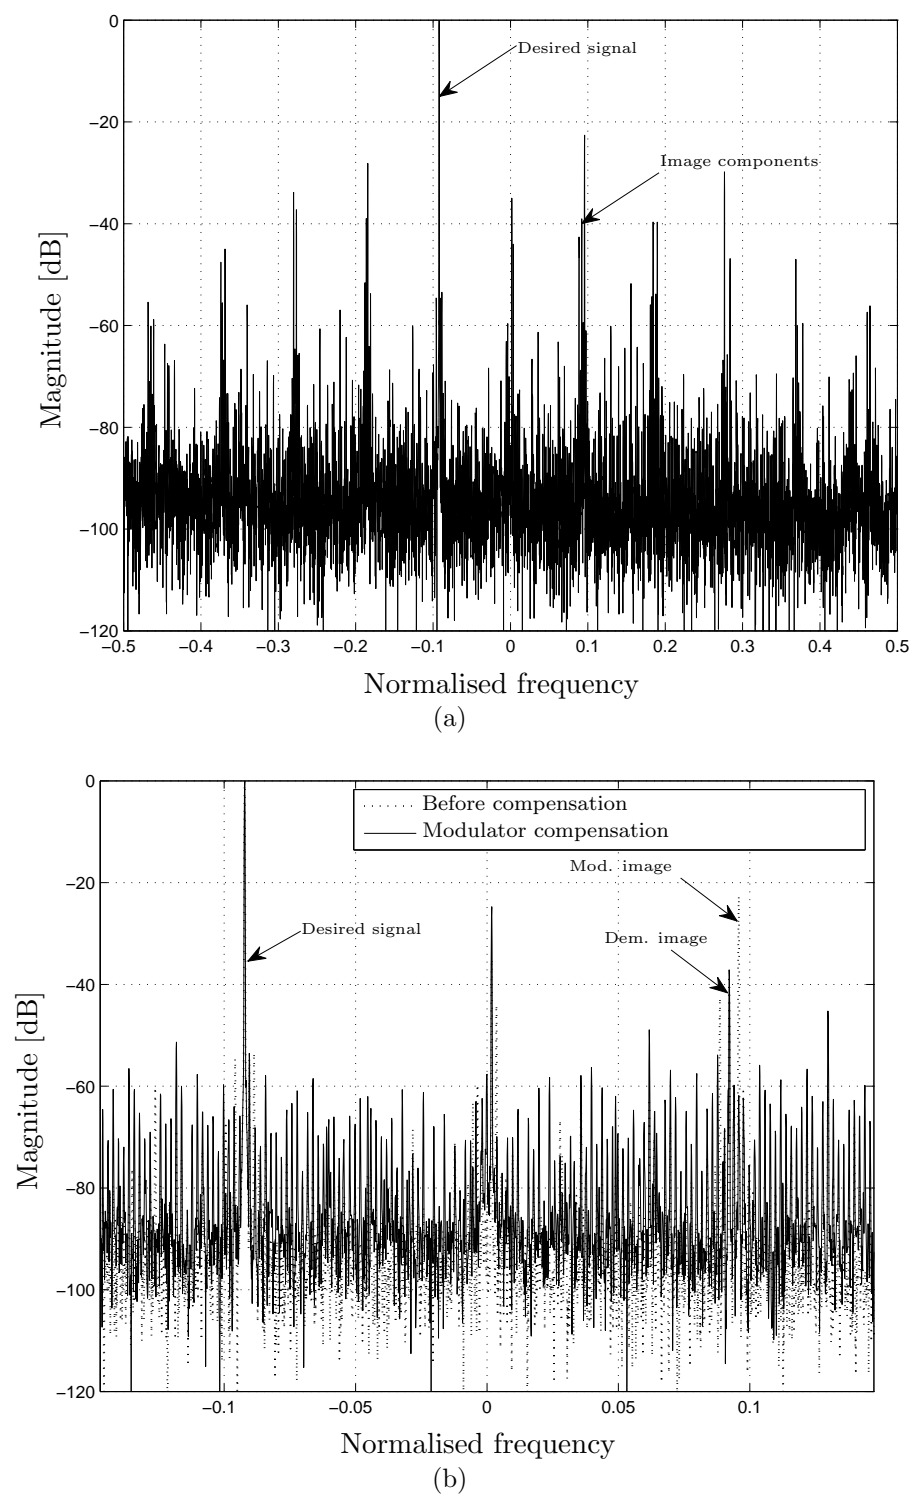 0
Desired signal
−20
Image components
−40
Magnitude [dB]
−60
−80
−100
−120
−0.5 −0.4 −0.3 −0.2 −0.1 0 0.1 0.2 0.3 0.4 0.5
Normalised frequency
(a)
0
Before compensation
Modulator compensation
Mod. image
−20
Desired signal
Dem. image
−40
Magnitude [dB]
−60
−80
−100
−120
−0.1 −0.05 0 0.05 0.1
Normalised frequency
(b)